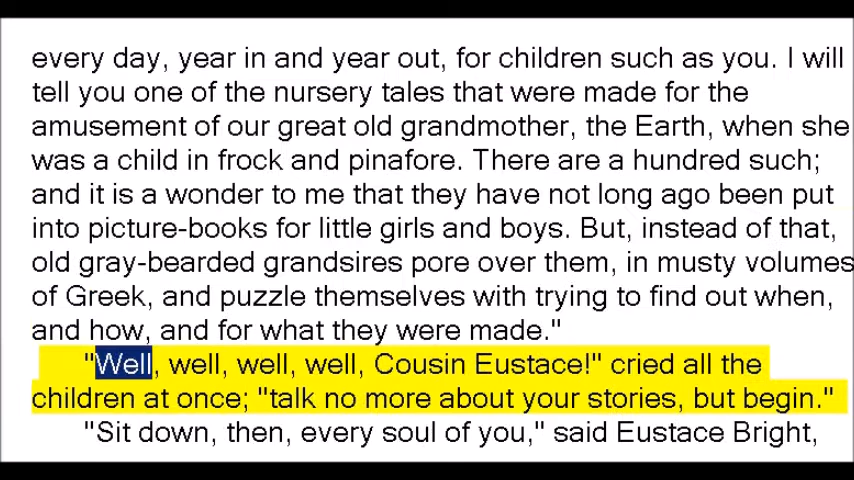 every day, year in and year out, for children such as you. I will
tell you one of the nursery tales that were made for the
amusement of our great old grandmother, the Earth, when she
was a child in frock and pinafore. There are a hundred such;
and it is a wonder to me that they have not long ago been put
into picture-books for little girls and boys. But, instead of that,
old gray-bearded grandsires pore over them, in musty volumes
of Greek, and puzzle themselves with trying to find out when,
and how, and for what they were made."
"Well, well, well, well, Cousin Eustace!" cried all the
children at once; "talk no more about your stories, but begin."
"Sit down, then, every soul of you," said Eustace Bright,